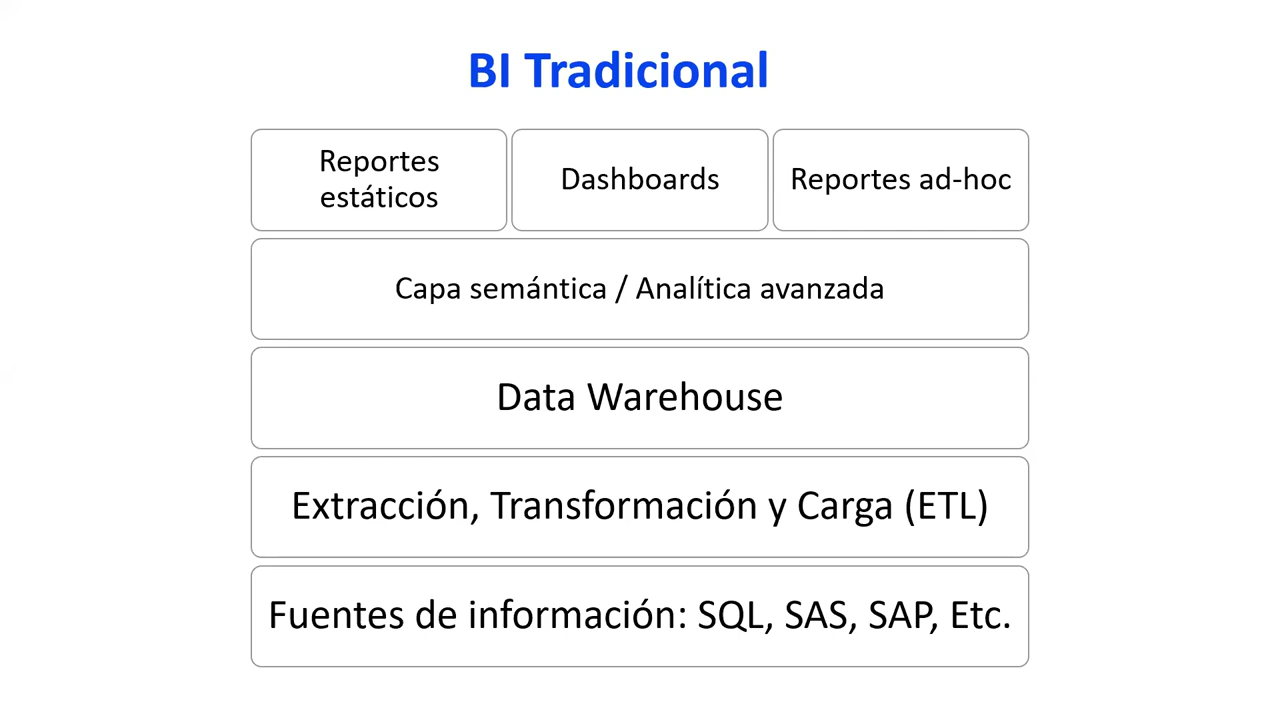 BI Tradicional
Reportes
estáticos
Dashboards
Reportes ad-hoc
Capa semántica / Analítica avanzada
Data Warehouse
Extracción, Transformación y Carga (ETL)
Fuentes de información: SQL, SAS, SAP, Etc.